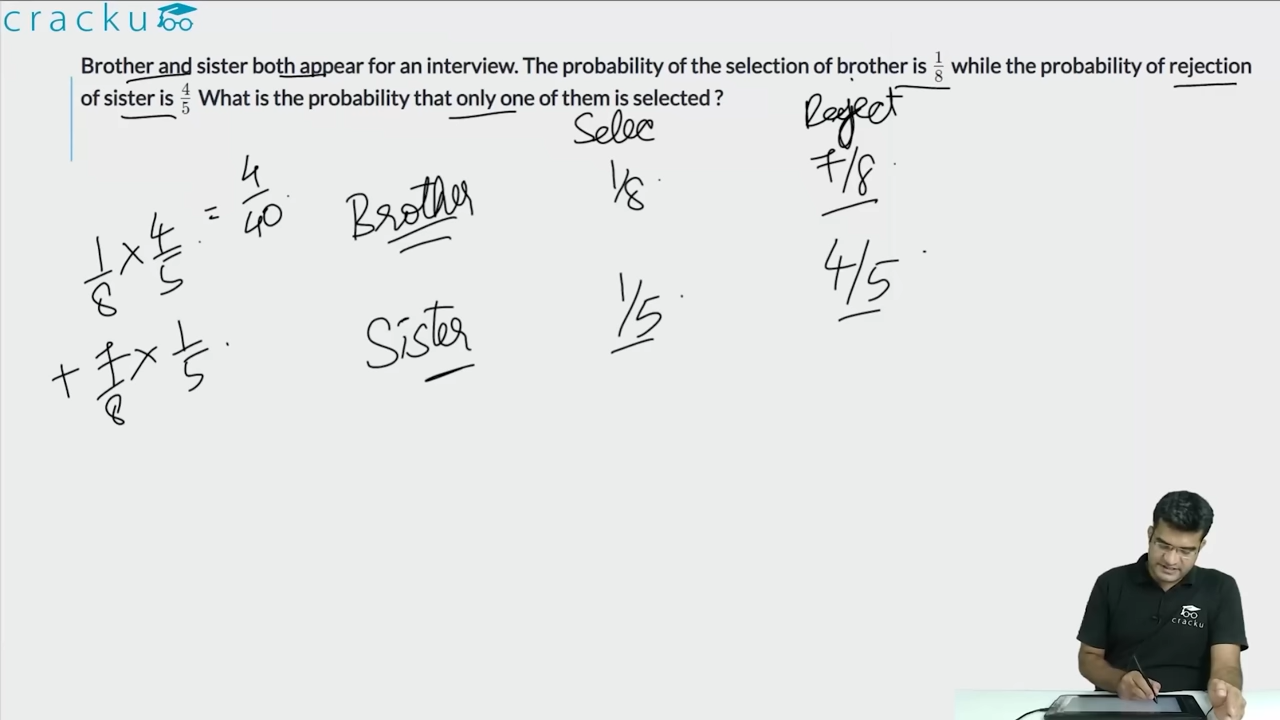 cracku
Brother and sister both appear for an interview. The probability of the selection of brother is 1/8 while the probability of rejection
of sister is 4/5 What is the probability that only one of them is selected ?
Selec Reject
Brother 1/8 7/8
Sister 1/5 4/5
1/8 × 4/5 = 4/40
+ 7/8 × 1/5
cracku